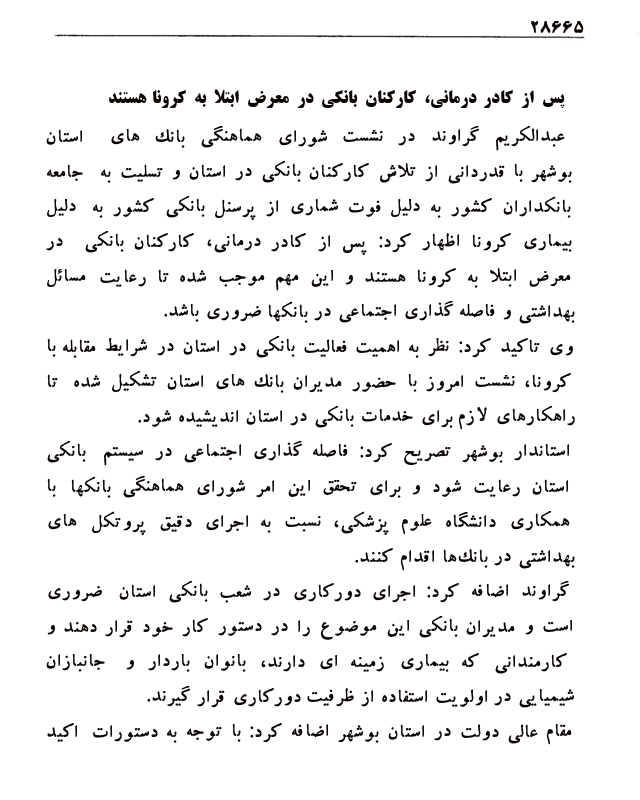 ۲۸۶۶۵
پس از کادر درمانی، کارکنان بانکی در معرض ابتلا به کرونا هستند
عبدالکریم گراوند در نشست شورای هماهنگی بانك های استان
بوشهر با قدردانی از تلاش کارکنان بانکی در استان و تسلیت به جامعه
بانکداران کشور به دلیل فوت شماری از پرسنل بانکی کشور به دلیل
بیماری کرونا اظهار کرد: پس از کادر درمانی، کارکنان بانکی در
معرض ابتلا به کرونا هستند و این مهم موجب شده تا رعایت مسائل
بهداشتی و فاصله گذاری اجتماعی در بانکها ضروری باشد.
وی تاکید کرد: نظر به اهمیت فعالیت بانکی در استان در شرایط مقابله با
کرونا، نشست امروز با حضور مدیران بانك های استان تشکیل شده تا
راهکارهای لازم برای خدمات بانکی در استان اندیشیده شود.
استاندار بوشهر تصریح کرد: فاصله گذاری اجتماعی در سیستم بانکی
استان رعایت شود و برای تحقق این امر شورای هماهنگی بانکها با
همکاری دانشگاه علوم پزشکی، نسبت به اجرای دقیق پروتکل های
بهداشتی در بانك‌ها اقدام کنند.
گراوند اضافه کرد: اجرای دورکاری در شعب بانکی استان ضروری
است و مدیران بانکی این موضوع را در دستور کار خود قرار دهند و
کارمندانی که بیماری زمینه ای دارند، بانوان باردار و جانبازان
شیمیایی در اولویت استفاده از ظرفیت دورکاری قرار گیرند.
مقام عالی دولت در استان بوشهر اضافه کرد: با توجه به دستورات اکید